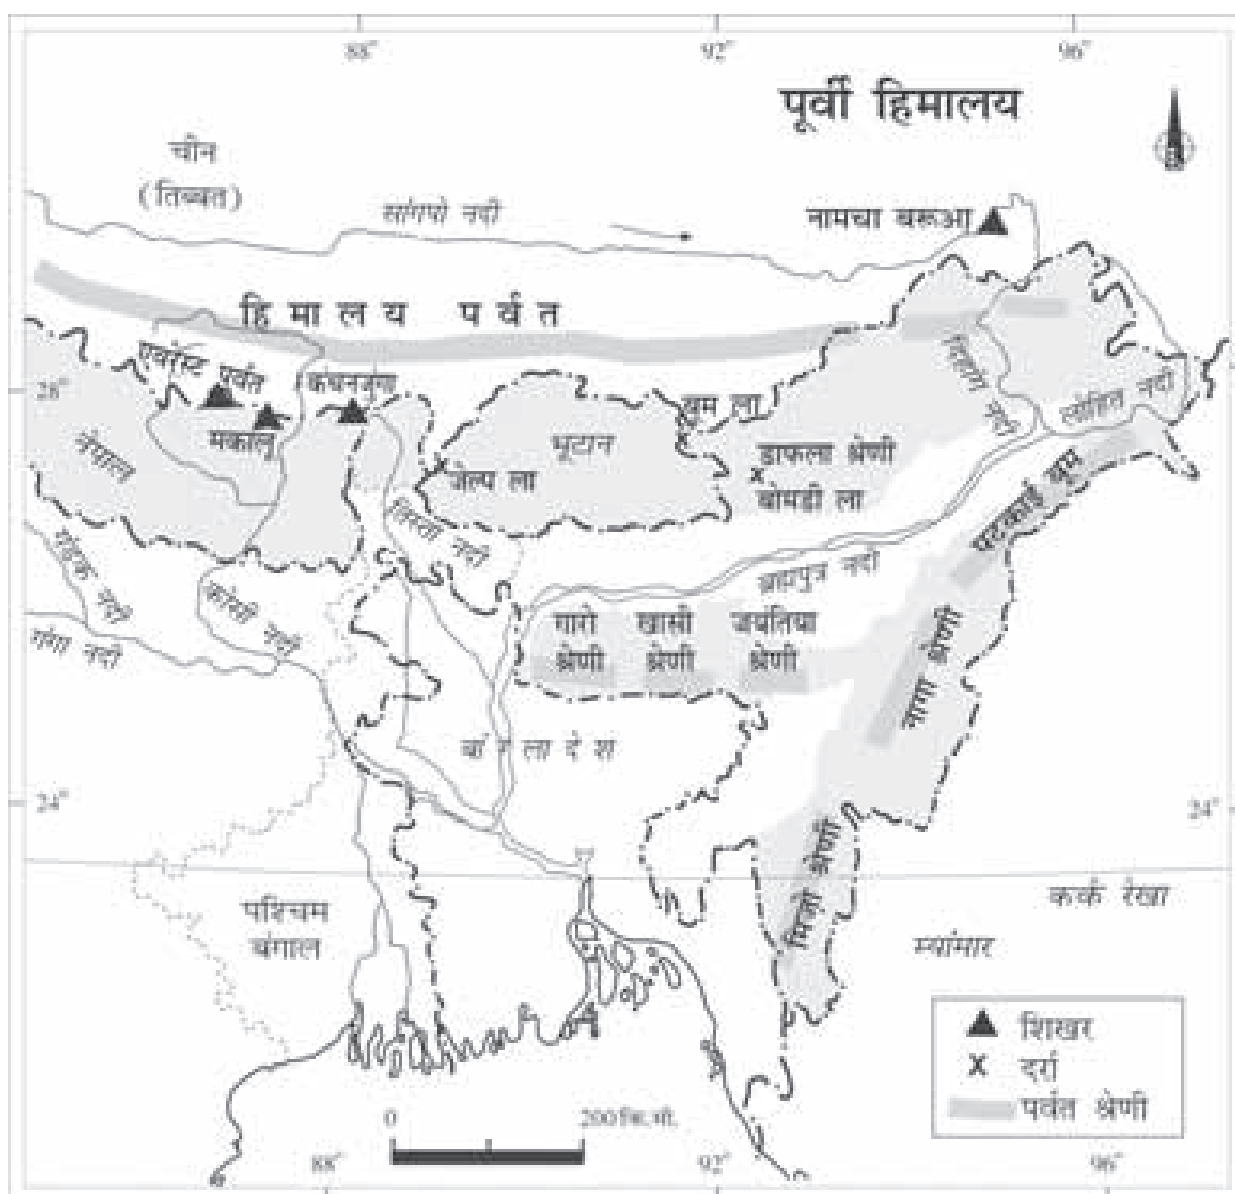 88°
92°
96°
पूर्वी हिमालय
चीन
(तिब्बत)
सांगपो नदी
नामचा बरूआ
हिमालय पर्वत
एवरेस्ट पर्वत
कंचनजुंगा
28°
मकालू
नेपाल
भूटान
बूम ला
जेल्प ला
डाफला श्रेणी
बोमडी ला
दिहांग नदी
लोहित नदी
पटकाई बूम
तिस्ता नदी
ब्रह्मपुत्र नदी
गंडक नदी
कोसी नदी
गंगा नदी
गारो
श्रेणी
खासी
श्रेणी
जयंतिया
श्रेणी
नागा श्रेणी
बांग्लादेश
24°
24°
मिज़ो श्रेणी
पश्चिम
बंगाल
कर्क रेखा
म्यांमार
शिखर
दर्रा
पर्वत श्रेणी
0
200 कि.मी.
88°
92°
96°